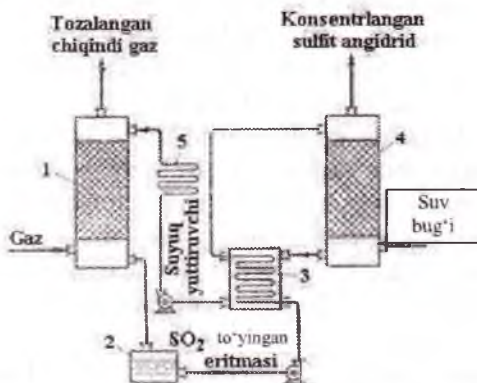 Tozalangan
chiqindi gaz
Konsentrlangan
sulfit angidrid
5
1
4
Suv
bug‘i
Gaz
Suyuq
yuttiruvchi
3
2
SO2 to‘yingan
eritmasi